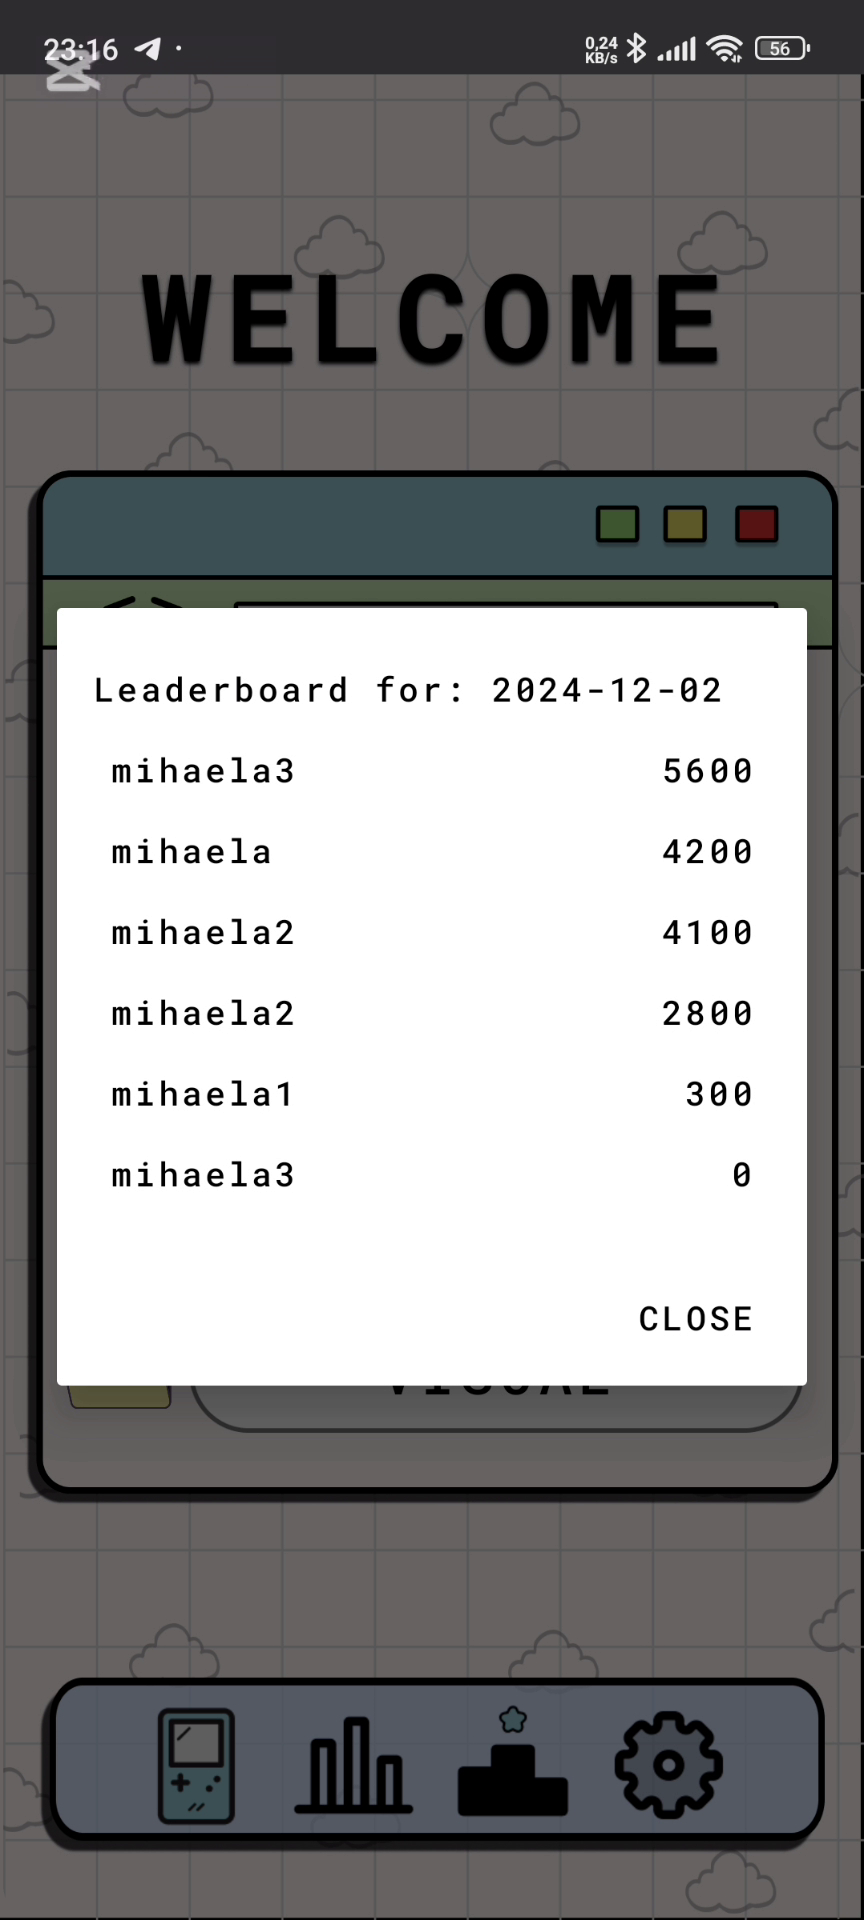 23:16
0,24
KB/s
56
WELCOME
Leaderboard for: 2024-12-02
mihaela3 5600
mihaela 4200
mihaela2 4100
mihaela2 2800
mihaela1 300
mihaela3 0
CLOSE
VISUAL